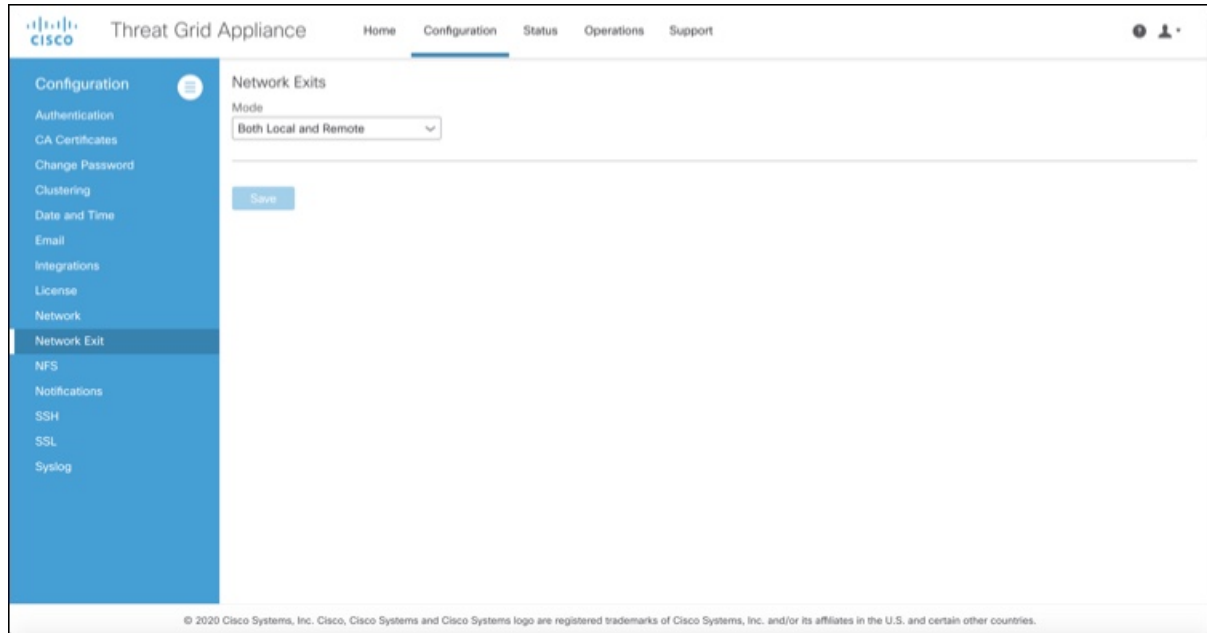 CISCO
Threat Grid Appliance
Home
Configuration
Status
Operations
Support
Configuration
Authentication
CA Certificates
Change Password
Clustering
Date and Time
Email
Integrations
License
Network
Network Exit
NFS
Notifications
SSH
SSL
Syslog
Network Exits
Mode
Both Local and Remote
Save
© 2020 Cisco Systems, Inc. Cisco, Cisco Systems and Cisco Systems logo are registered trademarks of Cisco Systems, Inc. and/or its affiliates in the U.S. and certain other countries.